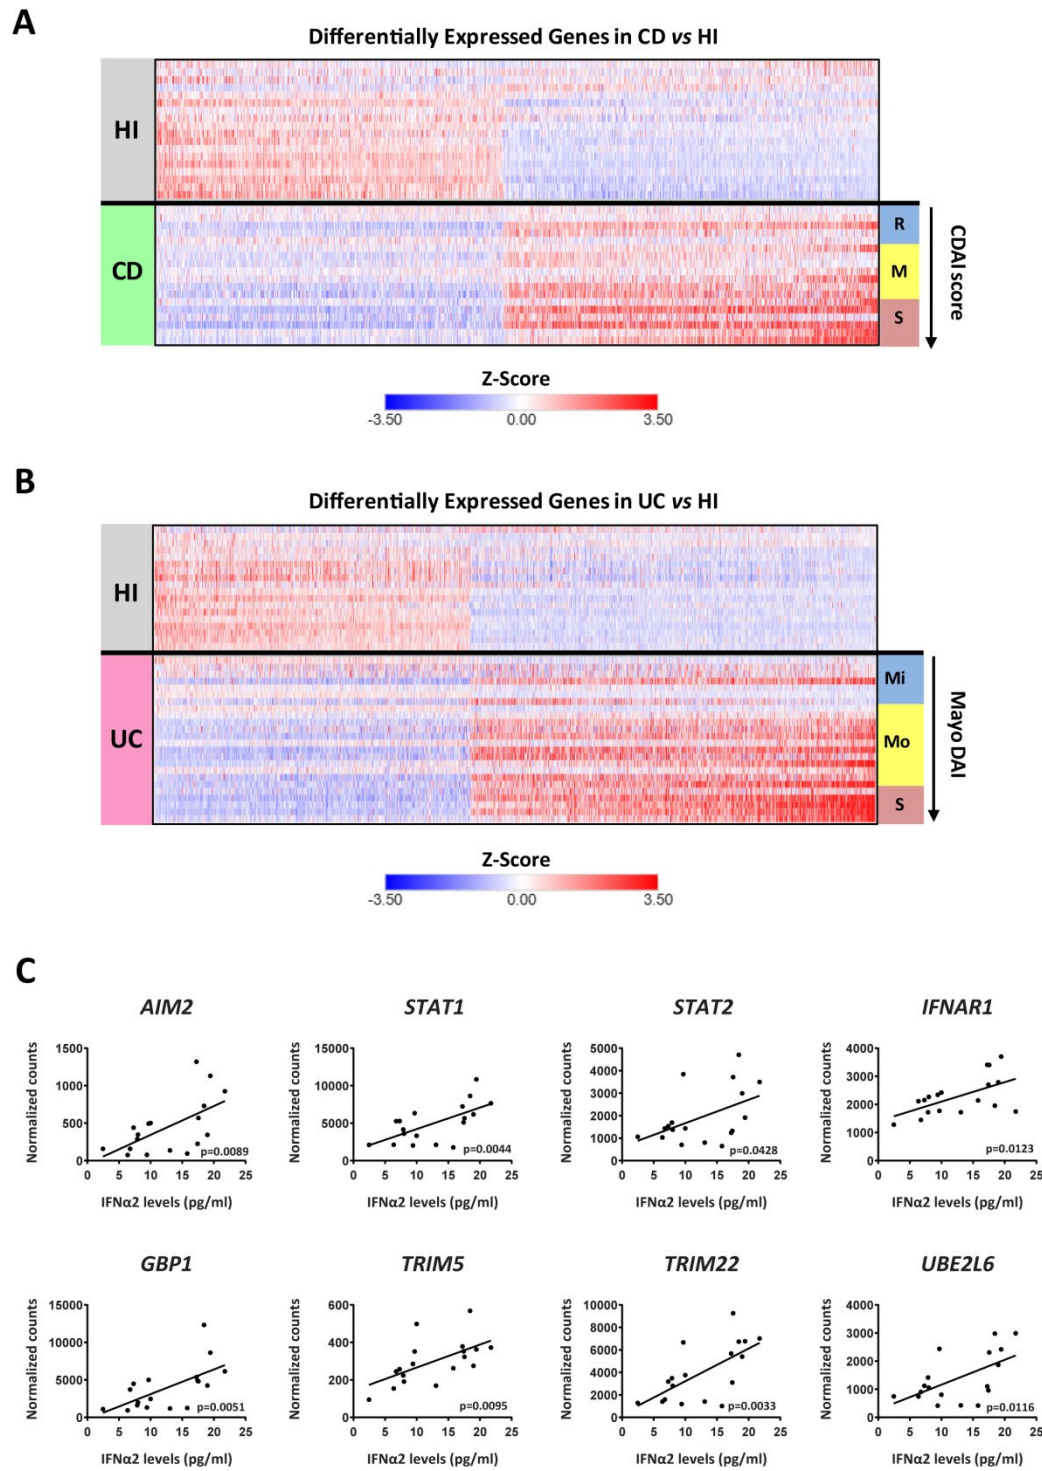 A
Differentially Expressed Genes in CD vs HI
HI
CD
R
M
S
CDAI score
Z-Score
-3.50 0.00 3.50
B
Differentially Expressed Genes in UC vs HI
HI
UC
Mi
Mo
S
Mayo DAI
Z-Score
-3.50 0.00 3.50
C
AIM2
Normalized counts
1500
1000
500
0
p=0.0089
0 5 10 15 20 25
IFNα2 levels (pg/ml)
STAT1
Normalized counts
15000
10000
5000
0
p=0.0044
0 5 10 15 20 25
IFNα2 levels (pg/ml)
STAT2
Normalized counts
5000
4000
3000
2000
1000
0
p=0.0428
0 5 10 15 20 25
IFNα2 levels (pg/ml)
IFNAR1
Normalized counts
4000
3000
2000
1000
0
p=0.0123
0 5 10 15 20 25
IFNα2 levels (pg/ml)
GBP1
Normalized counts
15000
10000
5000
0
p=0.0051
0 5 10 15 20 25
IFNα2 levels (pg/ml)
TRIM5
Normalized counts
600
400
200
0
p=0.0095
0 5 10 15 20 25
IFNα2 levels (pg/ml)
TRIM22
Normalized counts
10000
8000
6000
4000
2000
0
p=0.0033
0 5 10 15 20 25
IFNα2 levels (pg/ml)
UBE2L6
Normalized counts
4000
3000
2000
1000
0
p=0.0116
0 5 10 15 20 25
IFNα2 levels (pg/ml)